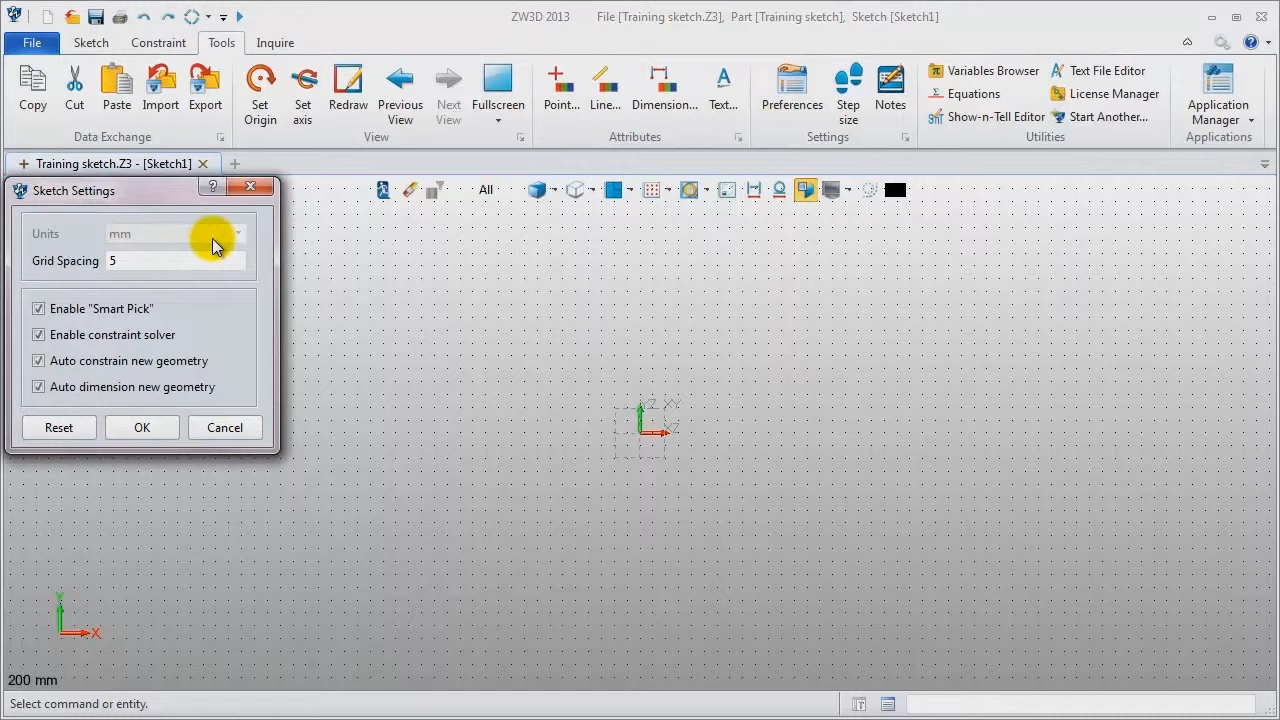 ZW3D 2013 File [Training sketch.Z3], Part [Training sketch], Sketch [Sketch1]
File Sketch Constraint Tools Inquire
Copy Cut Paste Import Export
Data Exchange
Set Origin Set axis Redraw Previous View Next View Fullscreen
View
Point... Line... Dimension... Text...
Attributes
Preferences Step size Notes
Settings
Variables Browser Text File Editor
Equations License Manager
Show-n-Tell Editor Start Another...
Utilities
Application Manager
Applications
Training sketch.Z3 - [Sketch1]
All
Sketch Settings
Units mm
Grid Spacing 5
Enable "Smart Pick"
Enable constraint solver
Auto constrain new geometry
Auto dimension new geometry
Reset OK Cancel
XY
Y
X
200 mm
Select command or entity.